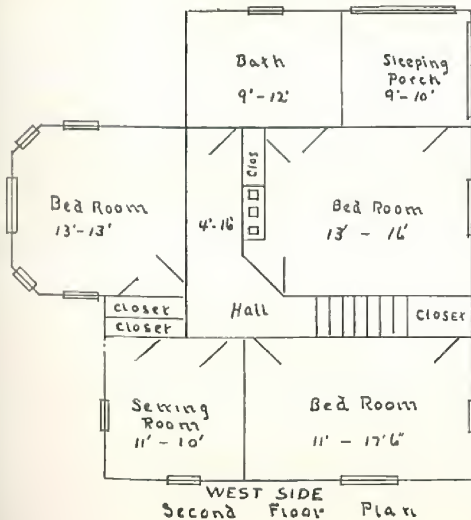 Bath
9'-12'
Sleeping
Porch
9'-10'
Clos
Bed Room
13'-13'
4'-16'
Bed Room
13' - 16'
Closet
Closet
Hall
Closet
Sewing
Room
11' - 10'
Bed Room
11' - 17'6"
WEST SIDE
Second Floor Plan